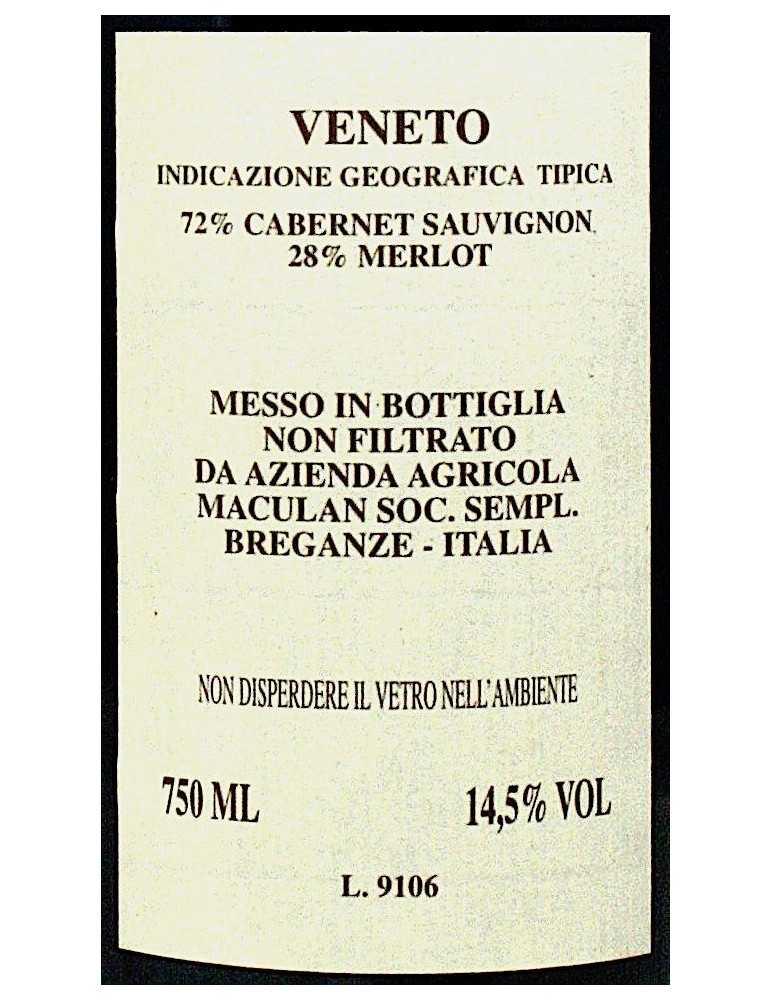 VENETO
INDICAZIONE GEOGRAFICA TIPICA
72% CABERNET SAUVIGNON
28% MERLOT
MESSO IN BOTTIGLIA
NON FILTRATO
DA AZIENDA AGRICOLA
MACULAN SOC. SEMPL.
BREGANZE - ITALIA
NON DISPERDERE IL VETRO NELL'AMBIENTE
750 ML 14,5% VOL
L. 9106